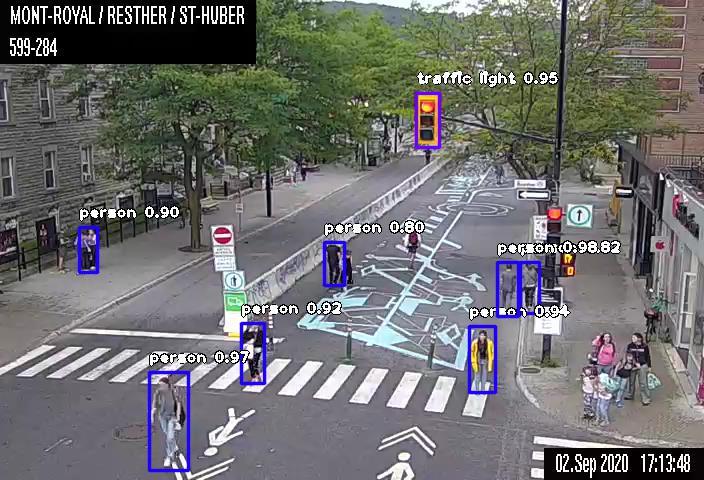 MONT-ROYAL / RESTHER / ST-HUBER
599-284
traffic light 0.95
person 0.90
person 0.80
person 0.98
0.82
person 0.92
person 0.94
person 0.97
02.Sep 2020 17:13:48